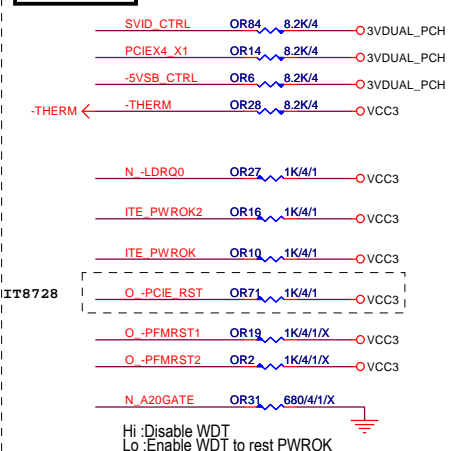 SVID_CTRL OR84 8.2K/4 3VDUAL_PCH
PCIEX4_X1 OR14 8.2K/4 3VDUAL_PCH
-5VSB_CTRL OR6 8.2K/4 3VDUAL_PCH
-THERM -THERM OR28 8.2K/4 VCC3
N_-LDRQ0 OR27 1K/4/1 VCC3
ITE_PWROK2 OR16 1K/4/1 VCC3
ITE_PWROK OR10 1K/4/1 VCC3
IT8728 O_-PCIE_RST OR71 1K/4/1 VCC3
O_-PFMRST1 OR19 1K/4/1/X VCC3
O_-PFMRST2 OR2 1K/4/1/X VCC3
N_A20GATE OR31 680/4/1/X
Hi :Disable WDT
Lo :Enable WDT to rest PWROK